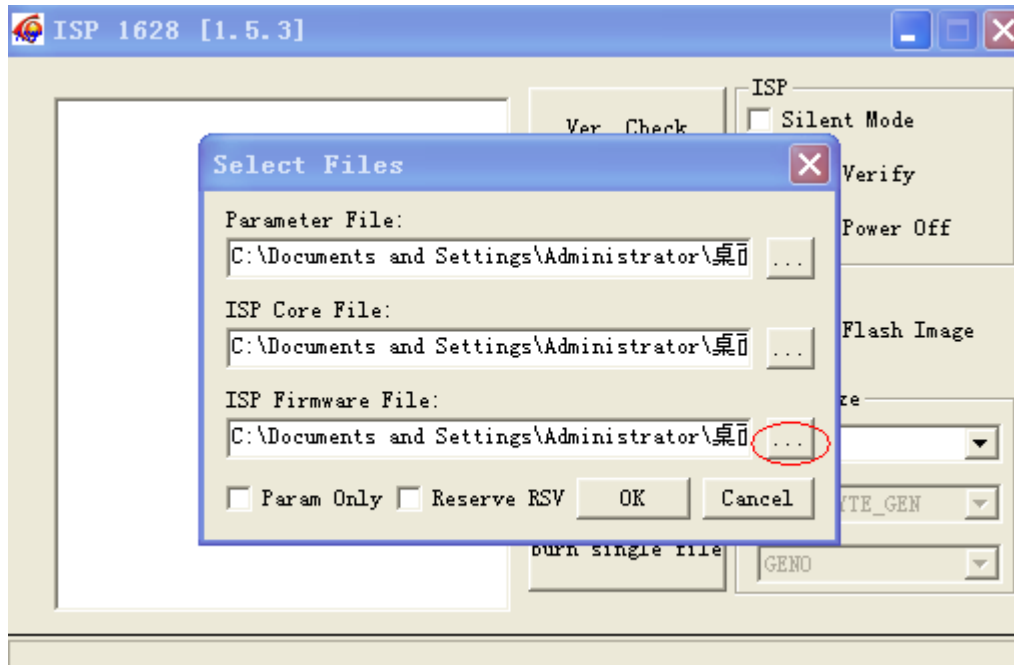 ISP 1628 [1.5.3]
ISP
Ver. Check
Silent Mode
Select Files
Verify
Parameter File:
Power Off
C:\Documents and Settings\Administrator\桌
...
ISP Core File:
Flash Image
C:\Documents and Settings\Administrator\桌
...
ISP Firmware File:
C:\Documents and Settings\Administrator\桌
...
Param Only
Reserve RSV
OK
Cancel
burn single file
GENO